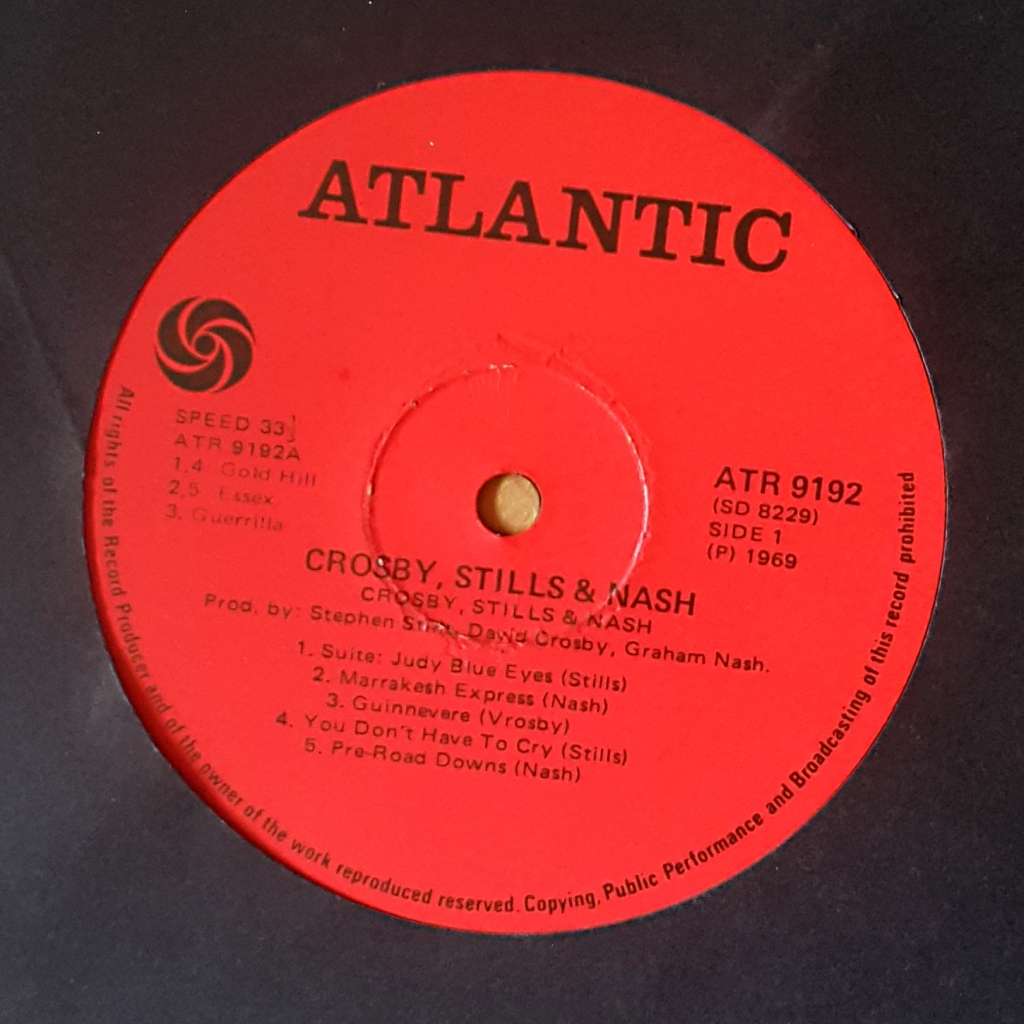 ATLANTIC
SPEED 33⅓
ATR 9192A
1,4 Gold Hill
2,5 Essex
3. Guerrilla
ATR 9192
(SD 8229)
SIDE 1
(P) 1969
CROSBY, STILLS & NASH
CROSBY, STILLS & NASH
Prod. by: Stephen Stills, David Crosby, Graham Nash.
1. Suite: Judy Blue Eyes (Stills)
2. Marrakesh Express (Nash)
3. Guinnevere (Vrosby)
4. You Don't Have To Cry (Stills)
5. Pre-Road Downs (Nash)
All rights of the Record Producer and of the owner of the work reproduced reserved. Copying, Public Performance and Broadcasting of this record prohibited